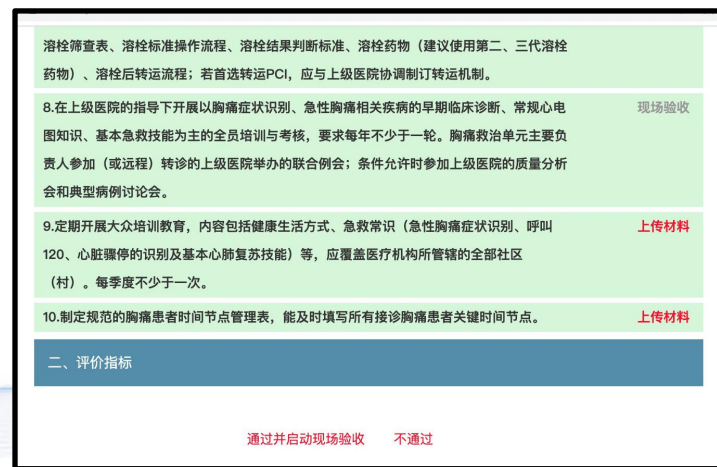 溶栓筛查表、溶栓标准操作流程、溶栓结果判断标准、溶栓药物（建议使用第二、三代溶栓
药物）、溶栓后转运流程；若首选转运PCI，应与上级医院协调制订转运机制。
8.在上级医院的指导下开展以胸痛症状识别、急性胸痛相关疾病的早期临床诊断、常规心电
现场验收
图知识、基本急救技能为主的全员培训与考核，要求每年不少于一轮。胸痛救治单元主要负
责人参加（或远程）转诊的上级医院举办的联合例会；条件允许时参加上级医院的质量分析
会和典型病例讨论会。
9.定期开展大众培训教育，内容包括健康生活方式、急救常识（急性胸痛症状识别、呼叫
上传材料
120、心脏骤停的识别及基本心肺复苏技能）等，应覆盖医疗机构所管辖的全部社区
（村）。每季度不少于一次。
10.制定规范的胸痛患者时间节点管理表，能及时填写所有接诊胸痛患者关键时间节点。
上传材料
二、评价指标
通过并启动现场验收 不通过